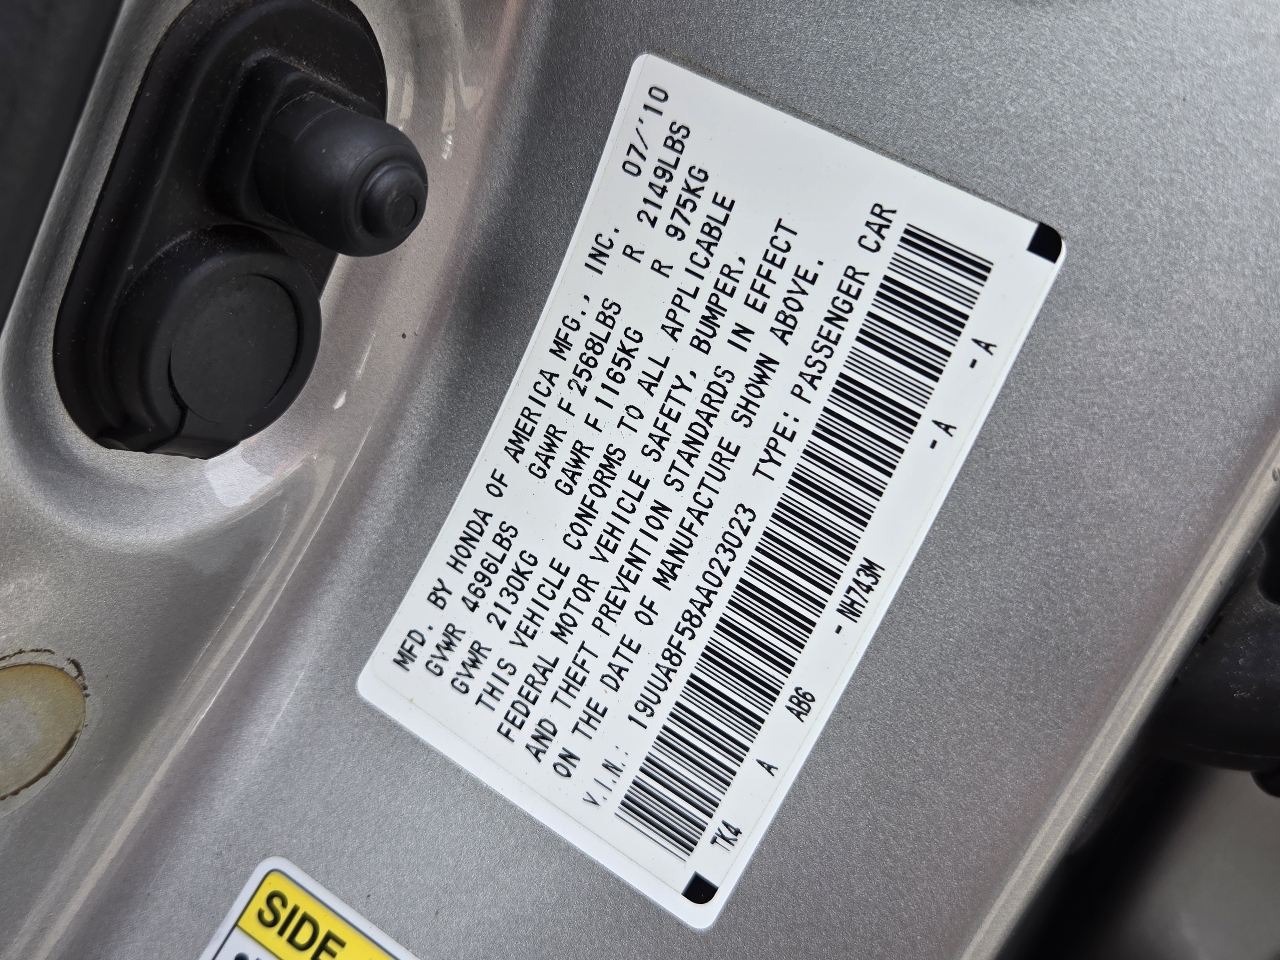 MFD. BY HONDA OF AMERICA MFG., INC. 07/'10
GVWR 4696LBS GAWR F 2568LBS R 2149LBS
GVWR 2130KG GAWR F 1165KG R 975KG
THIS VEHICLE CONFORMS TO ALL APPLICABLE
FEDERAL MOTOR VEHICLE SAFETY, BUMPER,
AND THEFT PREVENTION STANDARDS IN EFFECT
ON THE DATE OF MANUFACTURE SHOWN ABOVE.
V.I.N.: 19UUA8F58AA023023 TYPE: PASSENGER CAR
TK4 A AB6 - NH743M - A - A
SIDE